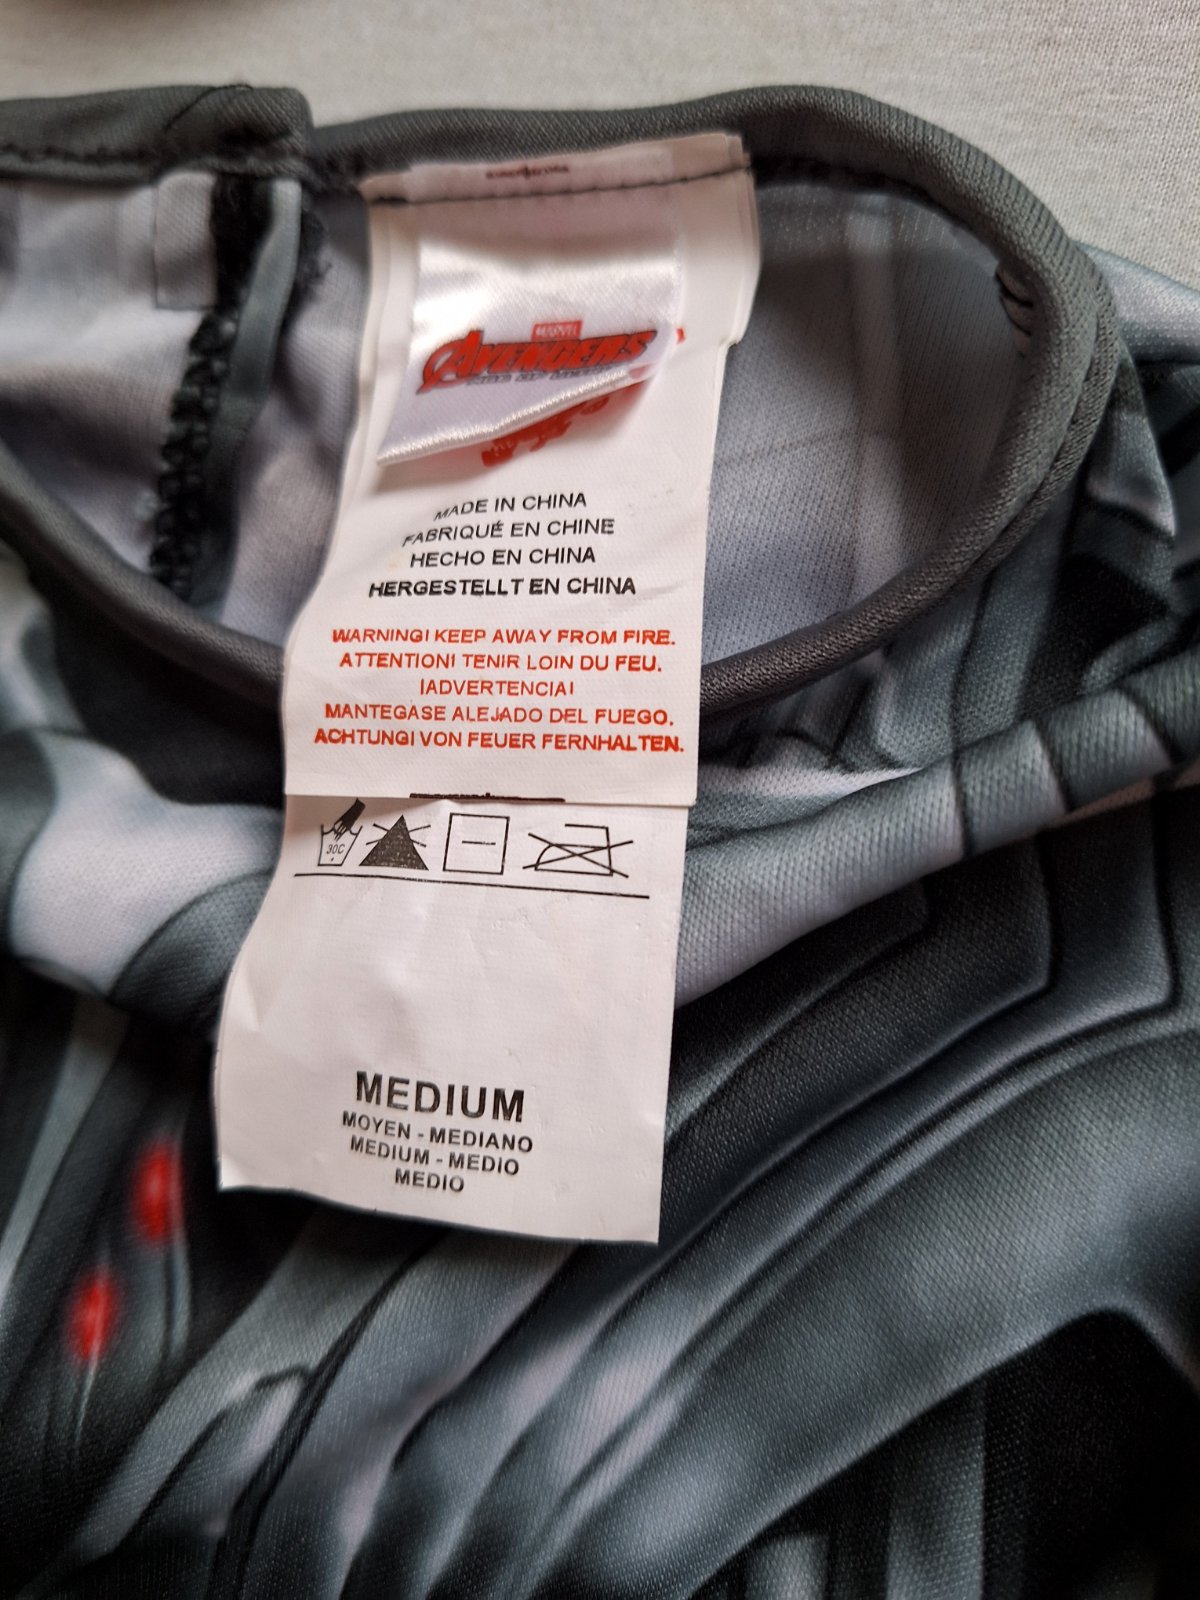 MARVEL
AVENGERS
MADE IN CHINA
FABRIQUÉ EN CHINE
HECHO EN CHINA
HERGESTELLT EN CHINA
WARNING! KEEP AWAY FROM FIRE.
ATTENTION! TENIR LOIN DU FEU.
¡ADVERTENCIA!
MANTEGASE ALEJADO DEL FUEGO.
ACHTUNG! VON FEUER FERNHALTEN.
30C
MEDIUM
MOYEN - MEDIANO
MEDIUM - MEDIO
MEDIO